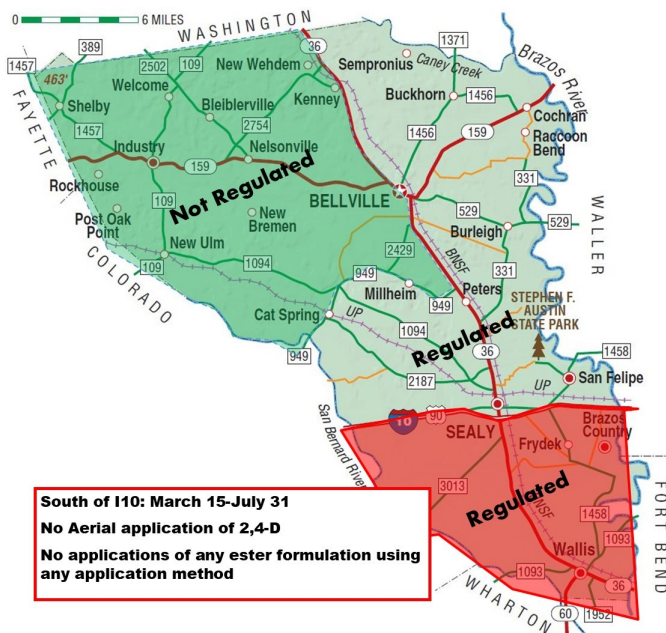 0 6 MILES
WASHINGTON
389
1457
463'
2502
109
36
New Wehdem
Sempronius
Caney Creek
1371
Brazos River
Welcome
Shelby
Bleiblerville
Kenney
Buckhorn
1456
Cochran
FAYETTE
1457
2754
1456
159
Raccoon
Bend
Industry
159
Nelsonville
331
Rockhouse
Not Regulated
BELLVILLE
WALLER
109
Post Oak
Point
New
Bremen
529
529
Burleigh
COLORADO
New Ulm
2429
BNSF
331
109
1094
949
Millheim
949
Peters
STEPHEN F.
AUSTIN
STATE PARK
Cat Spring
UP
1094
Regulated
36
949
2187
1458
UP
San Felipe
San Bernard River
10
90
SEALY
Brazos
Country
Frydek
3013
Regulated
BNSF
1458
FORT BEND
1093
Wallis
1093
36
WHARTON
60
1952
South of I10: March 15-July 31
No Aerial application of 2,4-D
No applications of any ester formulation using
any application method